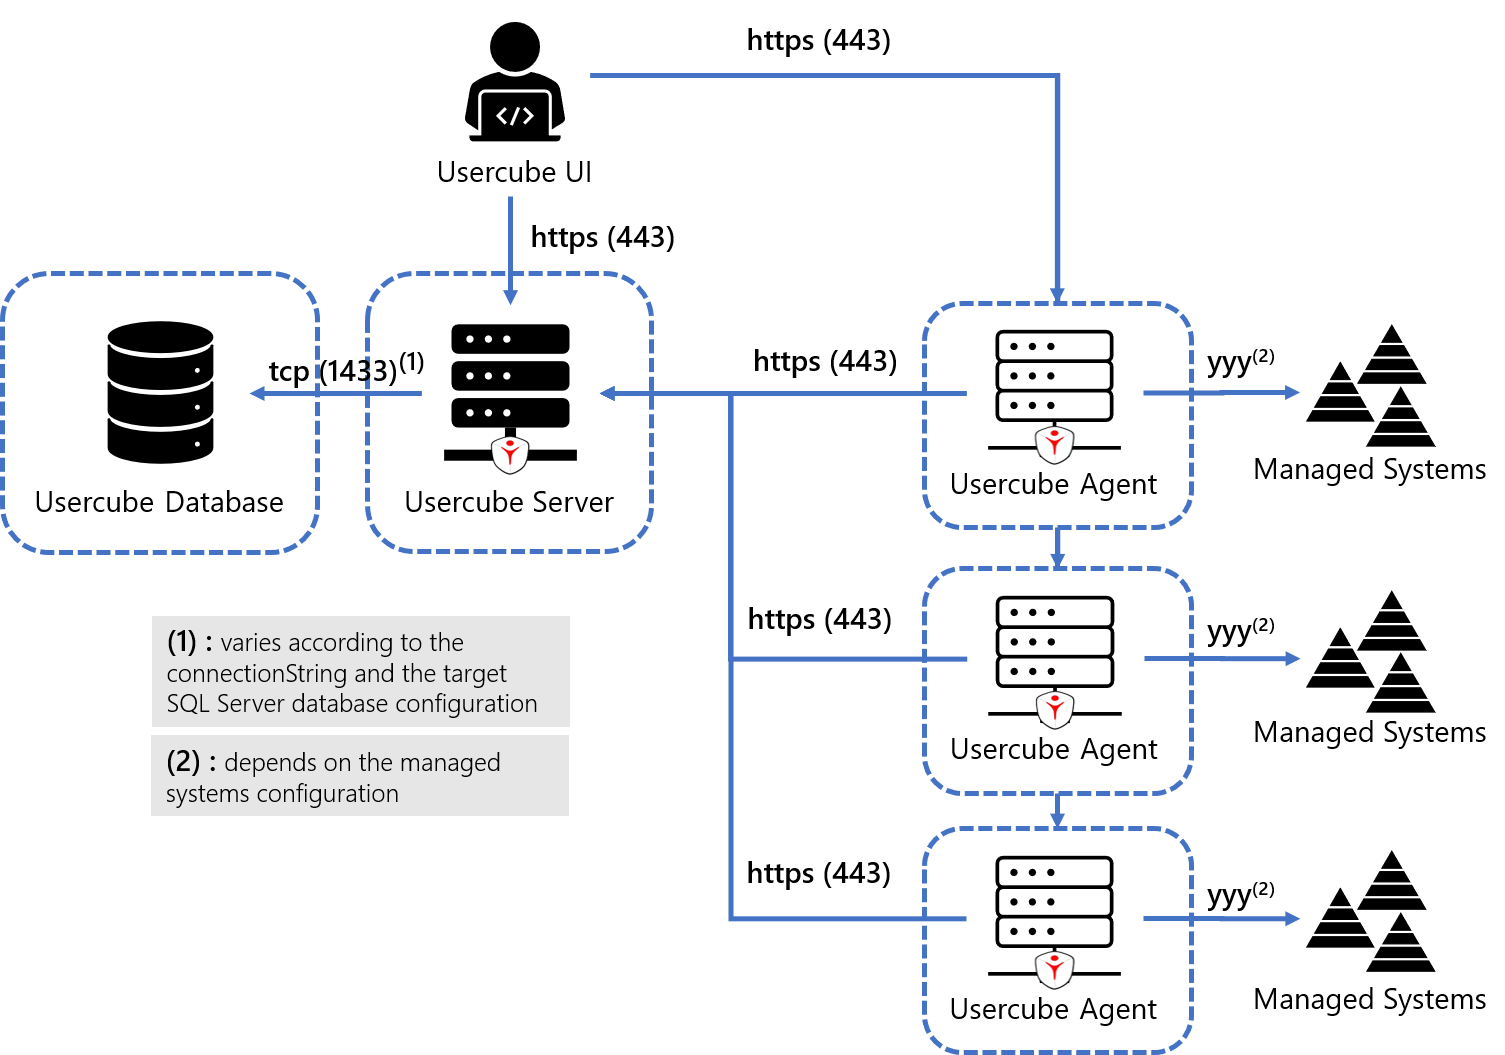 https (443)
</>
Usercube UI
https (443)
tcp (1433)(1)
https (443)
yyy(2)
Usercube Database
Usercube Server
Usercube Agent
Managed Systems
https (443)
yyy(2)
Usercube Agent
Managed Systems
(1) : varies according to the
connectionString and the target
SQL Server database configuration
(2) : depends on the managed
systems configuration
https (443)
yyy(2)
Usercube Agent
Managed Systems